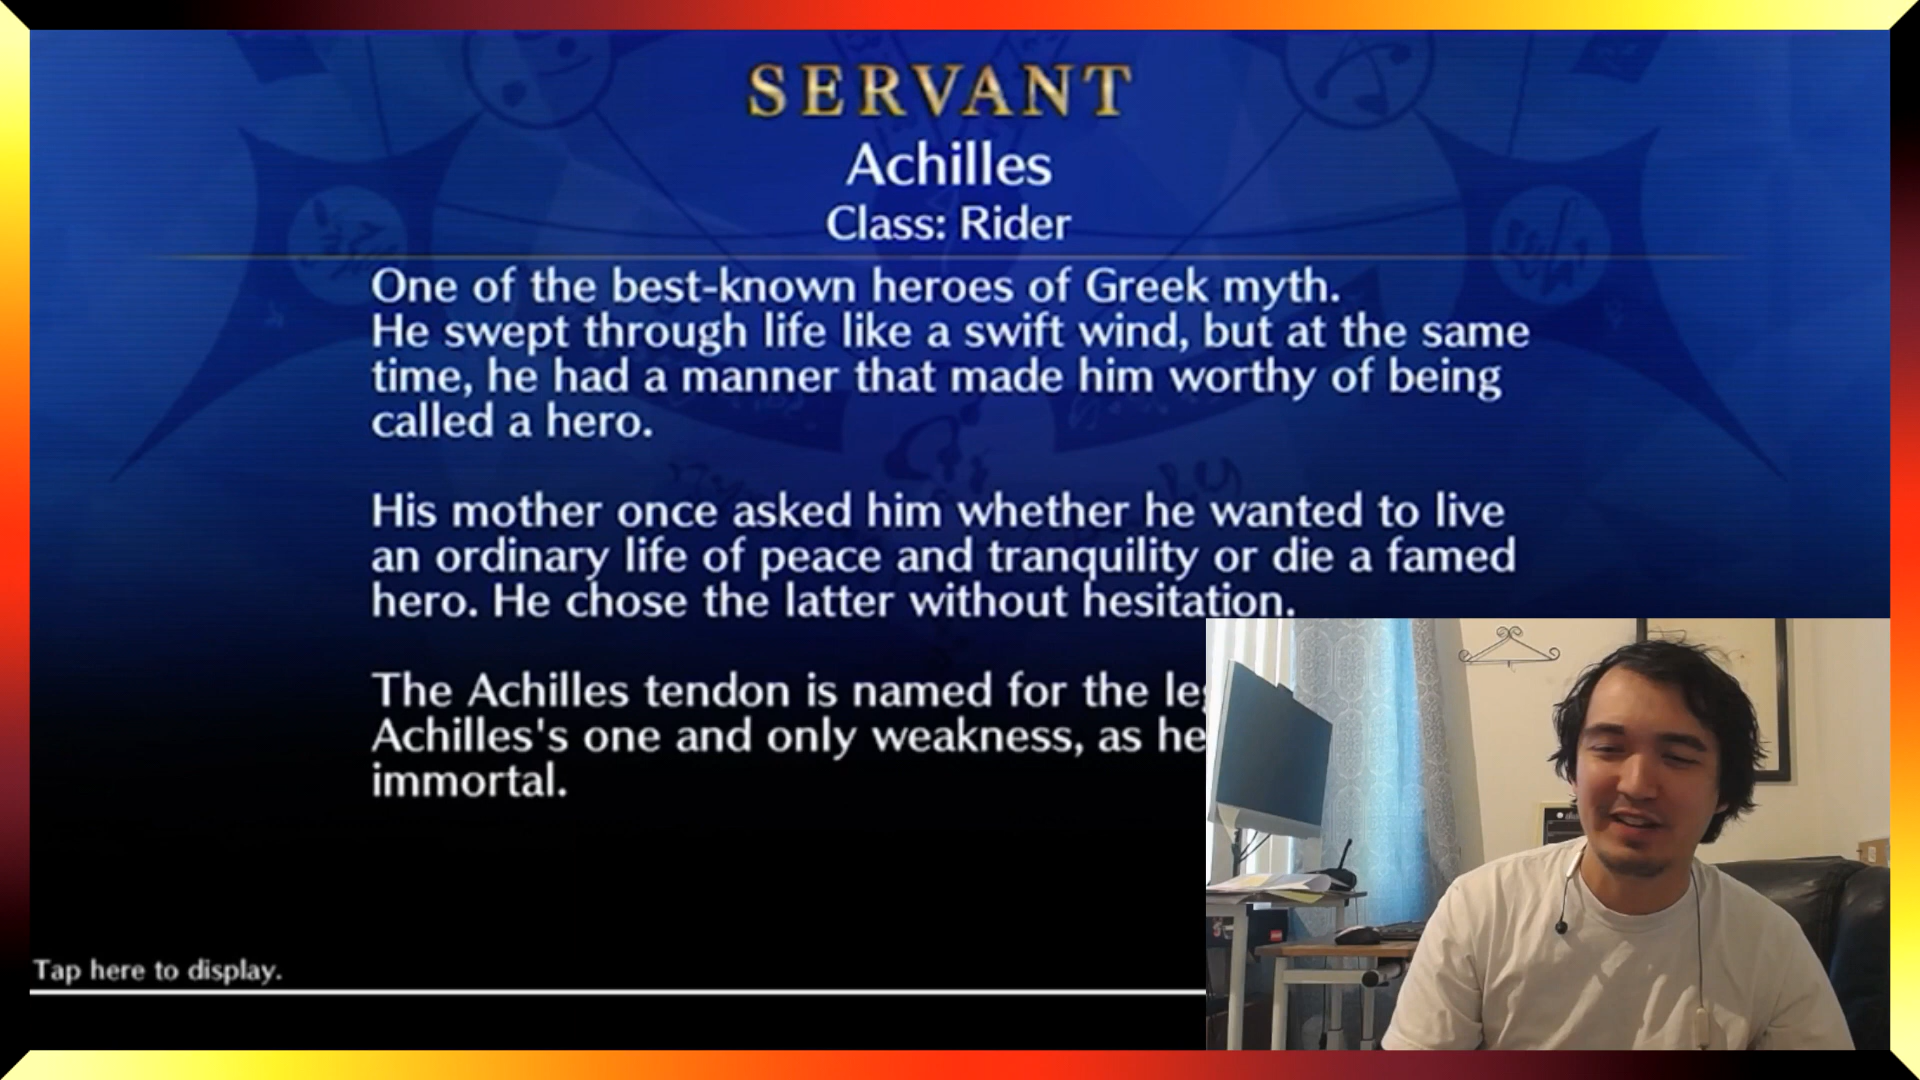 SERVANT
Achilles
Class: Rider
One of the best-known heroes of Greek myth.
He swept through life like a swift wind, but at the same
time, he had a manner that made him worthy of being
called a hero.
His mother once asked him whether he wanted to live
an ordinary life of peace and tranquility or die a famed
hero. He chose the latter without hesitation.
The Achilles tendon is named for the
Achilles's one and only weakness, as he
immortal.
Tap here to display.